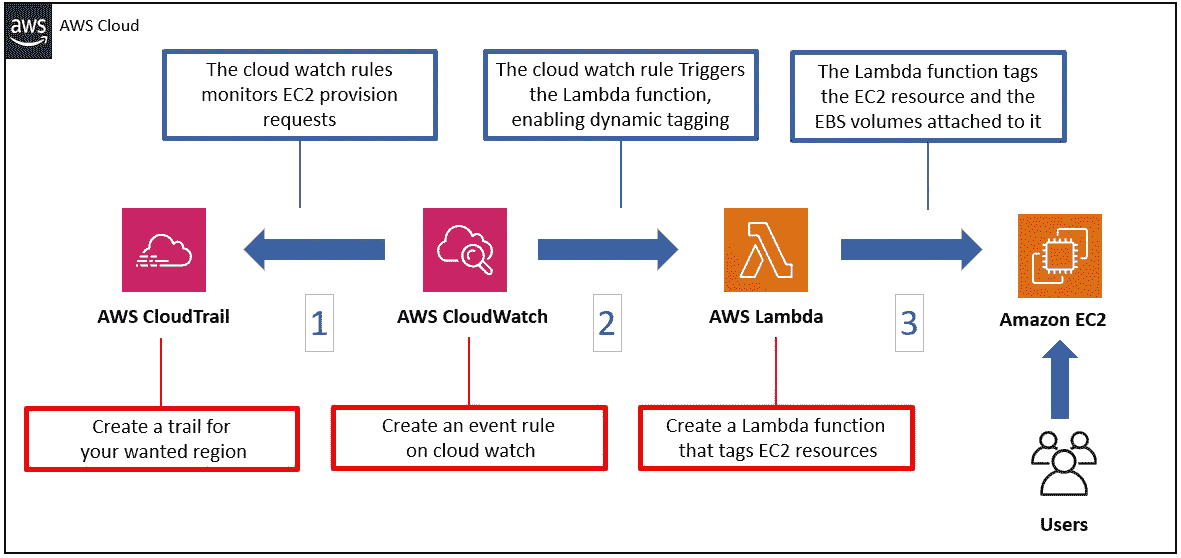 aws
AWS Cloud
The cloud watch rules
monitors EC2 provision
requests
The cloud watch rule Triggers
the Lambda function,
enabling dynamic tagging
The Lambda function tags
the EC2 resource and the
EBS volumes attached to it
AWS CloudTrail
1
AWS CloudWatch
2
AWS Lambda
3
Amazon EC2
Create a trail for
your wanted region
Create an event rule
on cloud watch
Create a Lambda function
that tags EC2 resources
Users